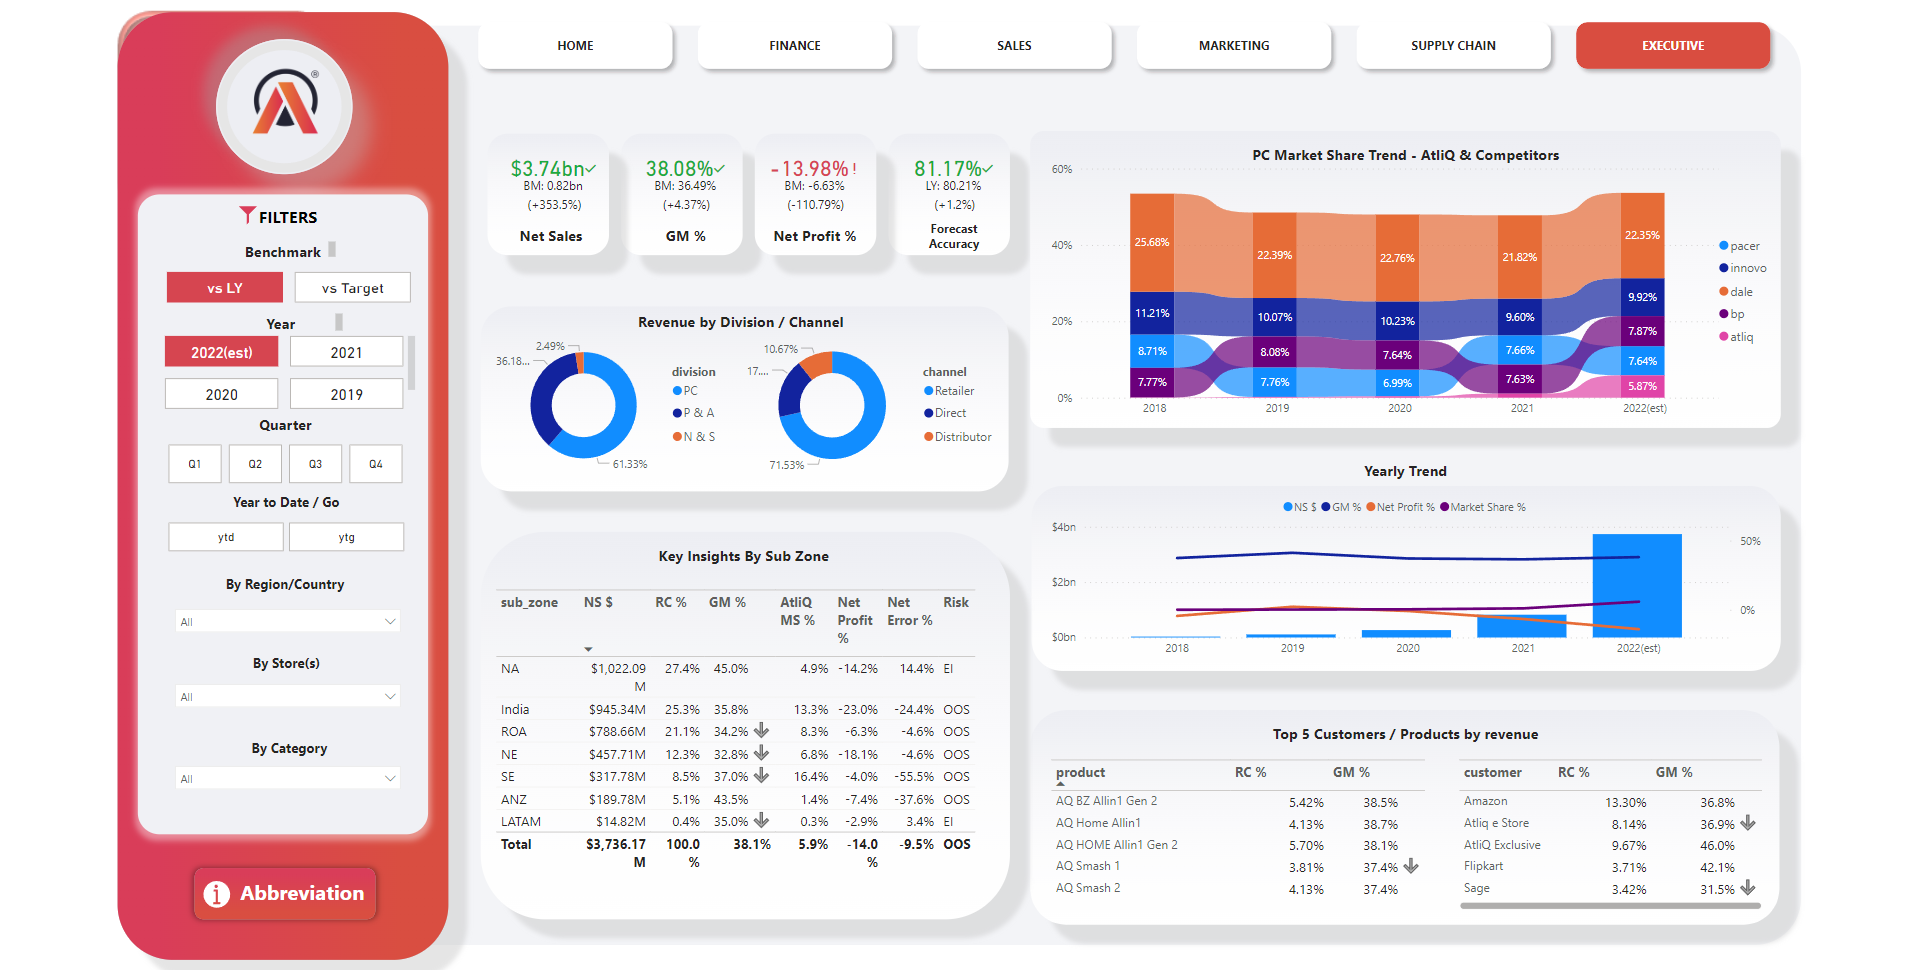 HOME
FINANCE
SALES
MARKETING
SUPPLY CHAIN
EXECUTIVE
®
FILTERS
Benchmark
vs LY
vs Target
Year
2022(est)
2021
2020
2019
Quarter
Q1
Q2
Q3
Q4
Year to Date / Go
ytd
ytg
By Region/Country
All
By Store(s)
All
By Category
All
i Abbreviation
$3.74bn
BM: 0.82bn
(+353.5%)
Net Sales
38.08%
BM: 36.49%
(+4.37%)
GM %
-13.98% !
BM: -6.63%
(-110.79%)
Net Profit %
81.17%
LY: 80.21%
(+1.2%)
Forecast
Accuracy
Revenue by Division / Channel
2.49%
36.18...
61.33%
division
PC
P & A
N & S
10.67%
17....
71.53%
channel
Retailer
Direct
Distributor
Key Insights By Sub Zone
sub_zone NS $ RC % GM % AtliQ MS % Net Profit % Net Error % Risk
NA $1,022.09M 27.4% 45.0% 4.9% -14.2% 14.4% EI
India $945.34M 25.3% 35.8% 13.3% -23.0% -24.4% OOS
ROA $788.66M 21.1% 34.2% 8.3% -6.3% -4.6% OOS
NE $457.71M 12.3% 32.8% 6.8% -18.1% -4.6% OOS
SE $317.78M 8.5% 37.0% 16.4% -4.0% -55.5% OOS
ANZ $189.78M 5.1% 43.5% 1.4% -7.4% -37.6% OOS
LATAM $14.82M 0.4% 35.0% 0.3% -2.9% 3.4% EI
Total $3,736.17M 100.0% 38.1% 5.9% -14.0% -9.5% OOS
PC Market Share Trend - AtliQ & Competitors
60%
40%
20%
0%
25.68%
11.21%
8.71%
7.77%
22.39%
10.07%
8.08%
7.76%
22.76%
10.23%
7.64%
6.99%
21.82%
9.60%
7.66%
7.63%
22.35%
9.92%
7.87%
7.64%
5.87%
2018 2019 2020 2021 2022(est)
pacer
innovo
dale
bp
atliq
Yearly Trend
NS $ GM % Net Profit % Market Share %
$4bn
$2bn
$0bn
50%
0%
2018 2019 2020 2021 2022(est)
Top 5 Customers / Products by revenue
product RC % GM %
AQ BZ Allin1 Gen 2 5.42% 38.5%
AQ Home Allin1 4.13% 38.7%
AQ HOME Allin1 Gen 2 5.70% 38.1%
AQ Smash 1 3.81% 37.4%
AQ Smash 2 4.13% 37.4%
customer RC % GM %
Amazon 13.30% 36.8%
Atliq e Store 8.14% 36.9%
AtliQ Exclusive 9.67% 46.0%
Flipkart 3.71% 42.1%
Sage 3.42% 31.5%